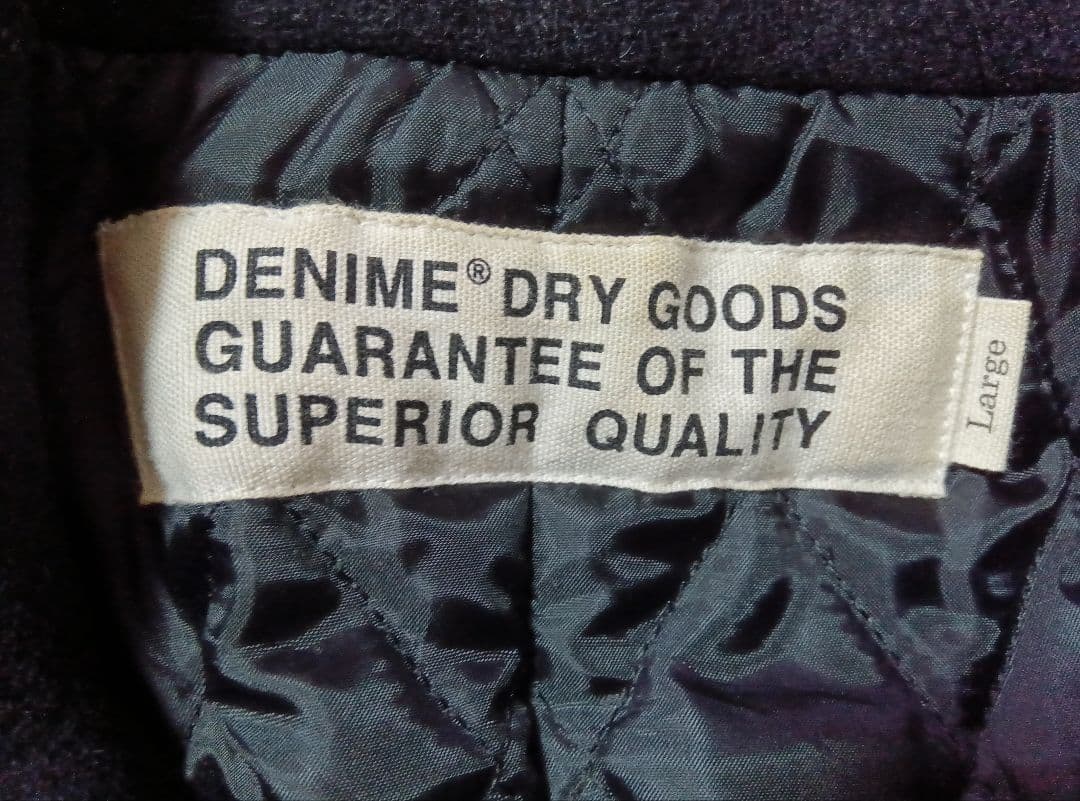 DENIME® DRY GOODS
GUARANTEE OF THE
SUPERIOR QUALITY
Large